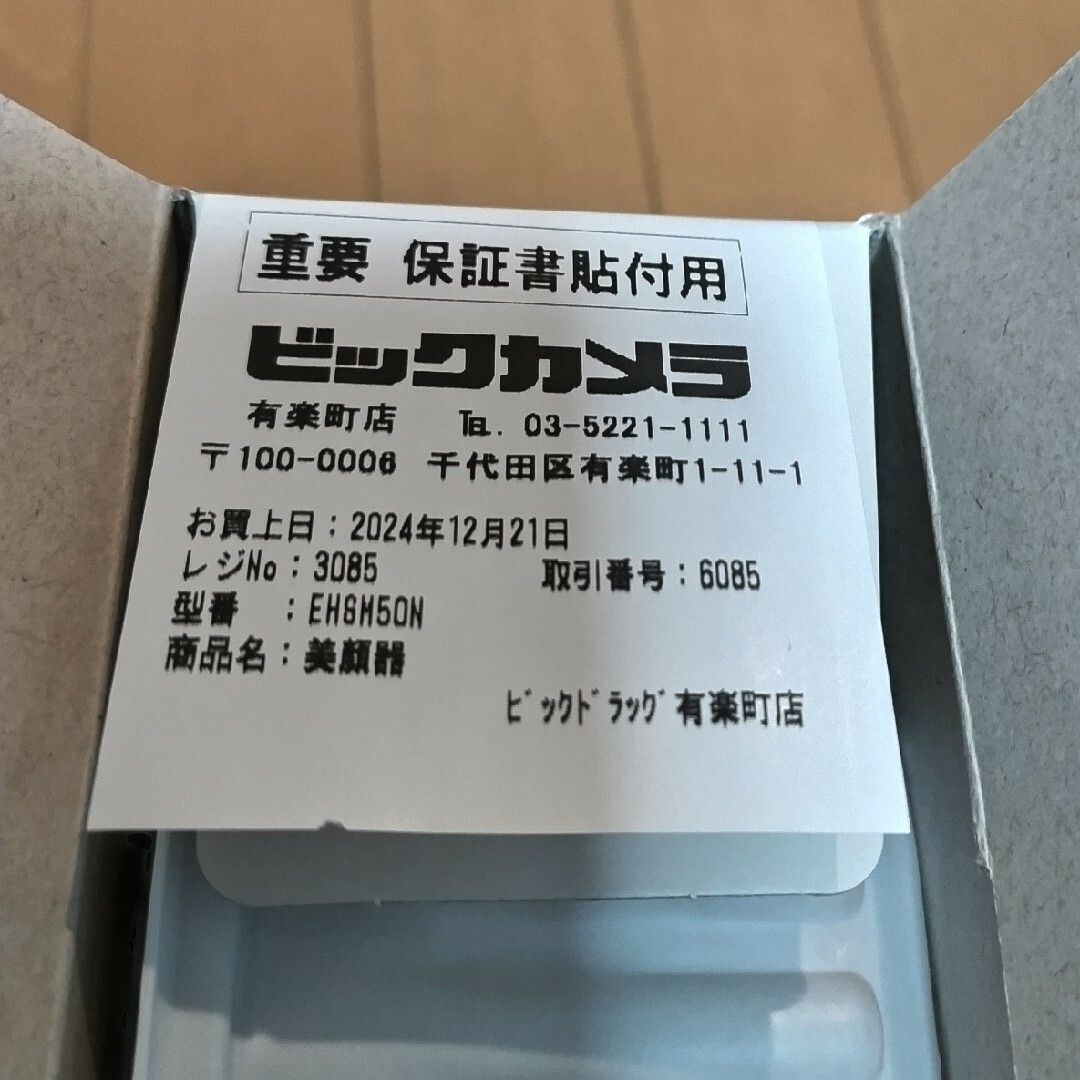 重要 保証書貼付用
ビックカメラ
有楽町店 ℡. 03-5221-1111
〒100-0006 千代田区有楽町1-11-1
お買上日：2024年12月21日
レジNo：3085 取引番号：6085
型番 ：EH6M50N
商品名：美顔器
ﾋﾞｯｸﾄﾞﾗｯｸﾞ有楽町店